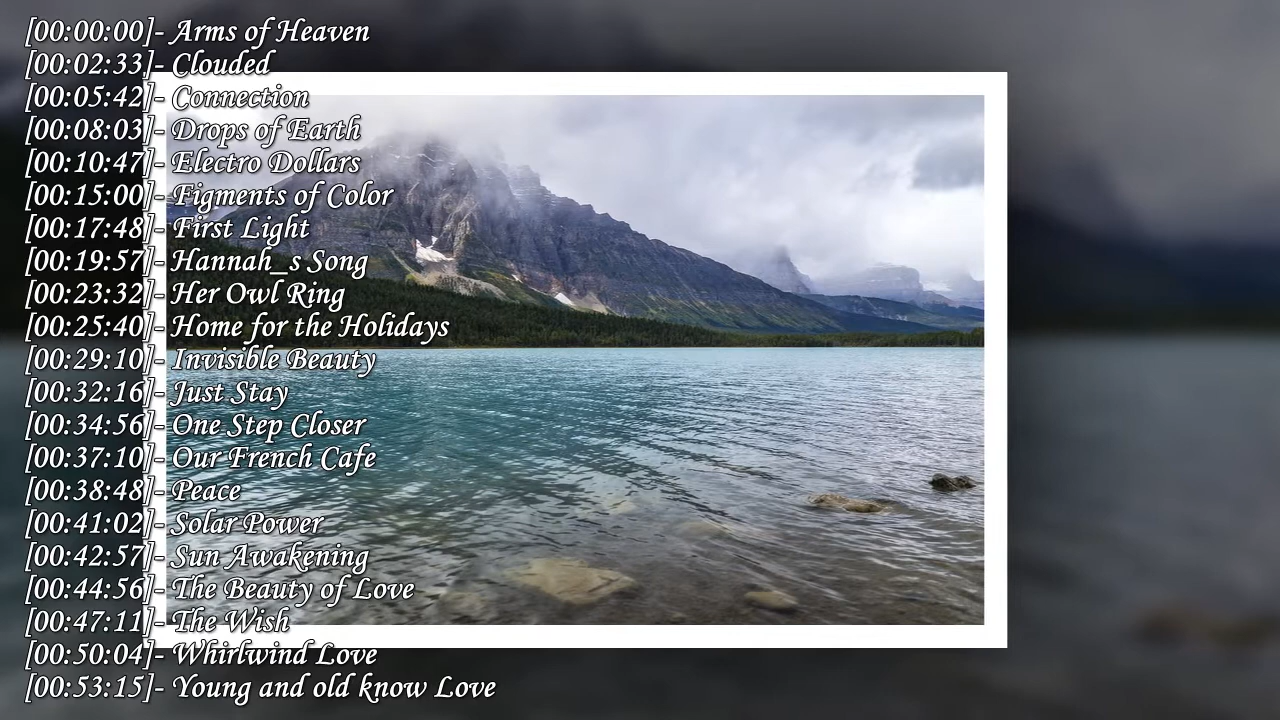 [00:00:00]- Arms of Heaven
[00:02:33]- Clouded
[00:05:42]- Connection
[00:08:03]- Drops of Earth
[00:10:47]- Electro Dollars
[00:15:00]- Figments of Color
[00:17:48]- First Light
[00:19:57]- Hannah_s Song
[00:23:32]- Her Owl Ring
[00:25:40]- Home for the Holidays
[00:29:10]- Invisible Beauty
[00:32:16]- Just Stay
[00:34:56]- One Step Closer
[00:37:10]- Our French Cafe
[00:38:48]- Peace
[00:41:02]- Solar Power
[00:42:57]- Sun Awakening
[00:44:56]- The Beauty of Love
[00:47:11]- The Wish
[00:50:04]- Whirlwind Love
[00:53:15]- Young and old know Love